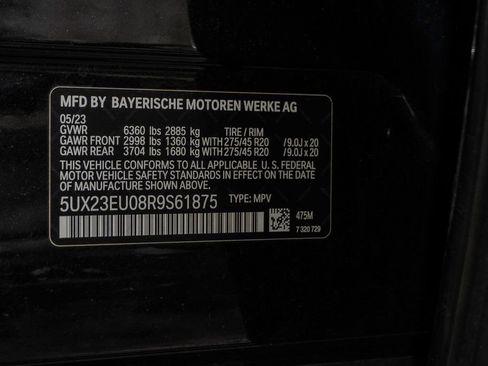 MFD BY BAYERISCHE MOTOREN WERKE AG
05/23
GVWR 6360 lbs 2885 kg TIRE / RIM
GAWR FRONT 2998 lbs 1360 kg WITH 275/45 R20 / 9.0J x 20
GAWR REAR 3704 lbs 1680 kg WITH 275/45 R20 / 9.0J x 20
THIS VEHICLE CONFORMS TO ALL APPLICABLE U. S. FEDERAL
MOTOR VEHICLE SAFETY STANDARDS IN EFFECT ON THE
DATE OF MANUFACTURE SHOWN ABOVE.
5UX23EU08R9S61875 TYPE: MPV
475M
7 320 729